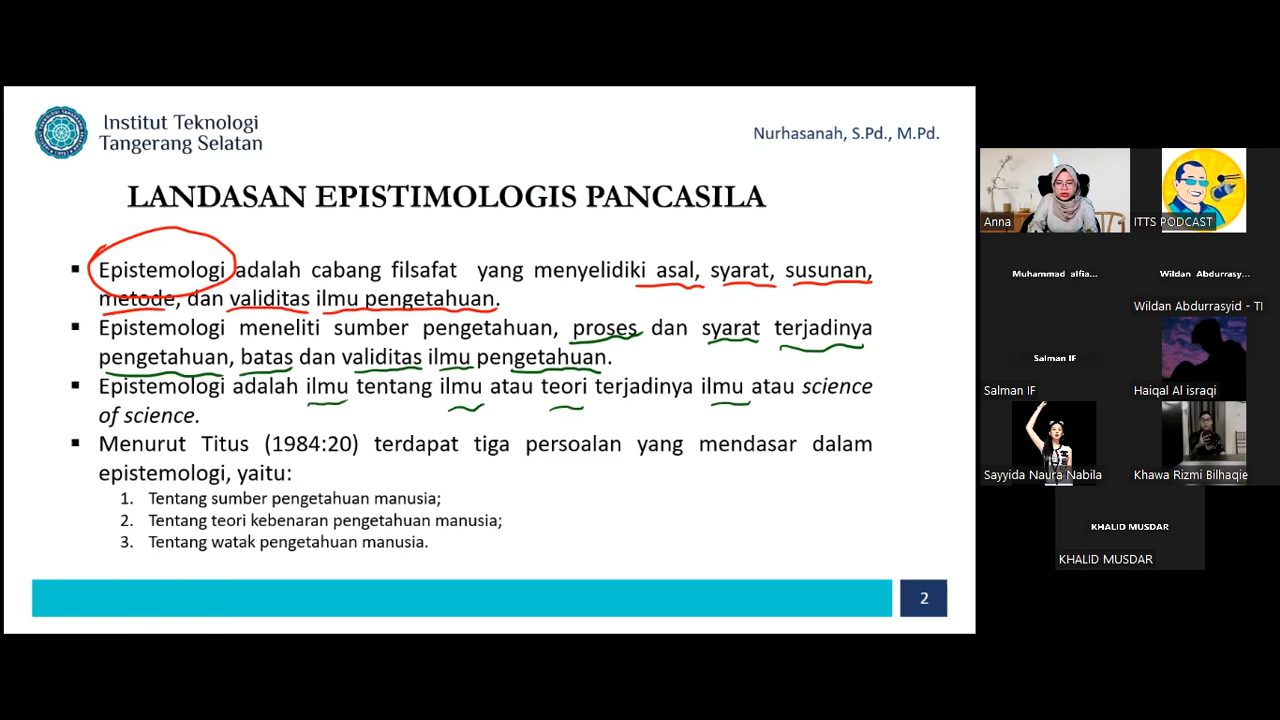 Institut Teknologi
Tangerang Selatan
Nurhasanah, S.Pd., M.Pd.
LANDASAN EPISTIMOLOGIS PANCASILA
▪ Epistemologi adalah cabang filsafat yang menyelidiki asal, syarat, susunan,
metode, dan validitas ilmu pengetahuan.
▪ Epistemologi meneliti sumber pengetahuan, proses dan syarat terjadinya
pengetahuan, batas dan validitas ilmu pengetahuan.
▪ Epistemologi adalah ilmu tentang ilmu atau teori terjadinya ilmu atau science
of science.
▪ Menurut Titus (1984:20) terdapat tiga persoalan yang mendasar dalam
epistemologi, yaitu:
1. Tentang sumber pengetahuan manusia;
2. Tentang teori kebenaran pengetahuan manusia;
3. Tentang watak pengetahuan manusia.
2
Anna
ITTS PODCAST
Muhammad alfia...
Wildan Abdurrasy...
Wildan Abdurrasyid - TI
Salman IF
Salman IF
Haiqal Al israqi
Sayyida Naura Nabila
Khawa Rizmi Bilhaqie
KHALID MUSDAR
KHALID MUSDAR